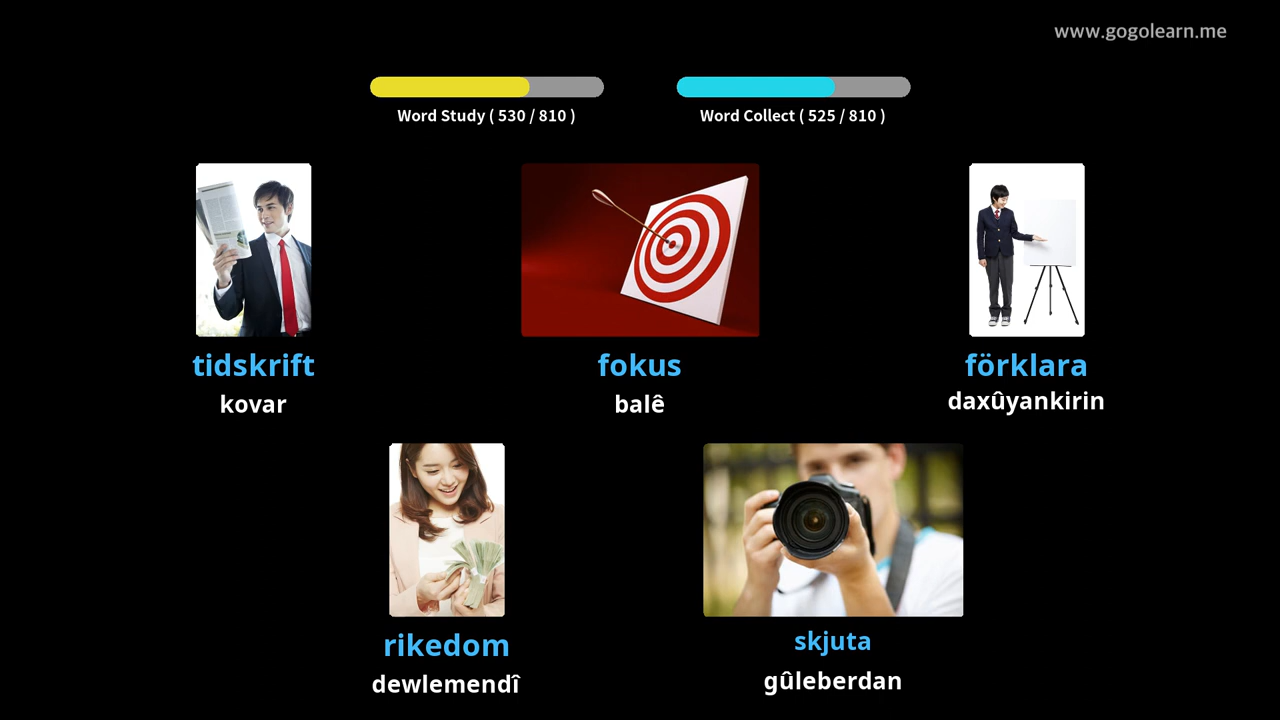 www.gogolearn.me
Word Study ( 530 / 810 )
Word Collect ( 525 / 810 )
tidskrift
kovar
fokus
balê
förklara
daxûyankirin
rikedom
dewlemendî
skjuta
gûleberdan